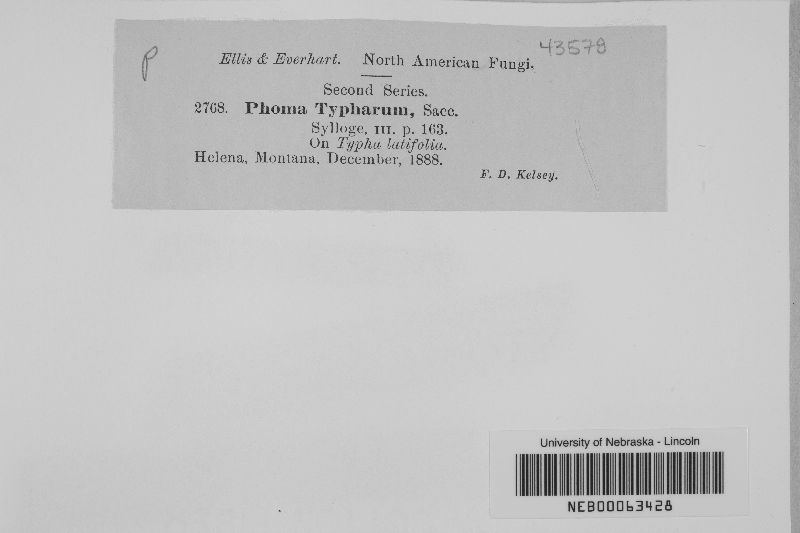 P
43579
Ellis & Everhart. North American Fungi.
Second Series.
2768. Phoma Typharum, Sacc.
Sylloge, III. p. 163.
On Typha latifolia.
Helena, Montana, December, 1888.
F. D. Kelsey.
University of Nebraska - Lincoln
NEB00063428